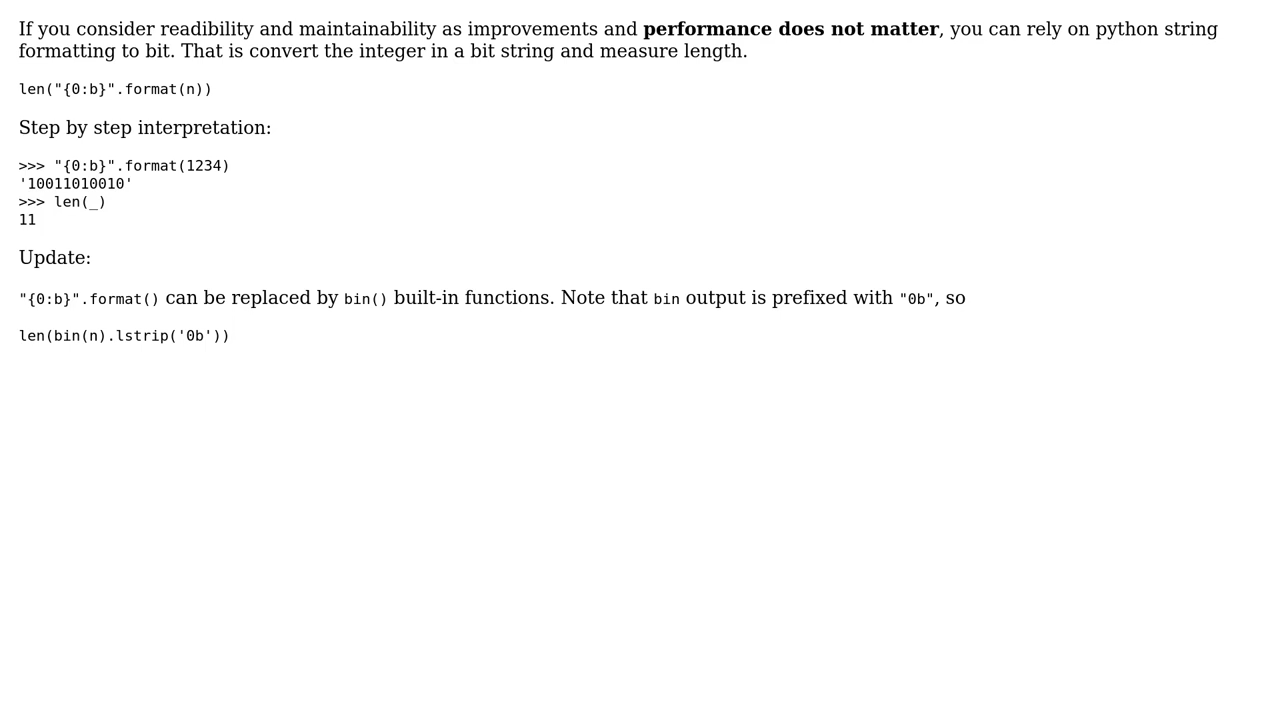 If you consider readibility and maintainability as improvements and performance does not matter, you can rely on python string
formatting to bit. That is convert the integer in a bit string and measure length.
len("{0:b}".format(n))
Step by step interpretation:
>>> "{0:b}".format(1234)
'10011010010'
>>> len(_)
11
Update:
"{0:b}".format() can be replaced by bin() built-in functions. Note that bin output is prefixed with "0b", so
len(bin(n).lstrip('0b'))